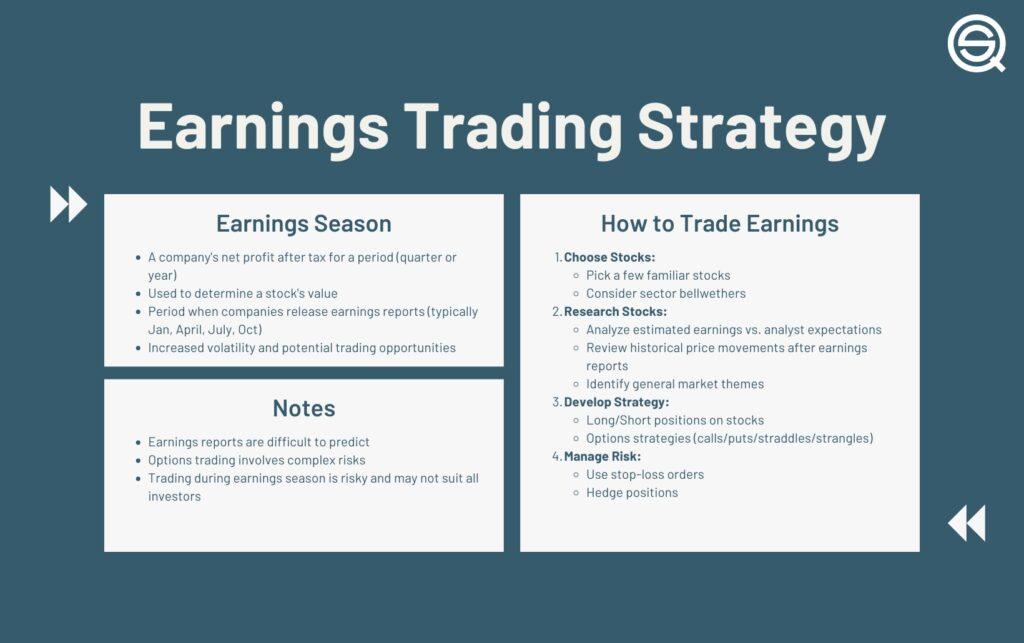 Earnings Trading Strategy
Earnings Season
• A company's net profit after tax for a period (quarter or
year)
• Used to determine a stock's value
• Period when companies release earnings reports (typically
Jan, April, July, Oct)
• Increased volatility and potential trading opportunities
Notes
• Earnings reports are difficult to predict
• Options trading involves complex risks
• Trading during earnings season is risky and may not suit all
investors
How to Trade Earnings
1. Choose Stocks:
◦ Pick a few familiar stocks
◦ Consider sector bellwethers
2. Research Stocks:
◦ Analyze estimated earnings vs. analyst expectations
◦ Review historical price movements after earnings
reports
◦ Identify general market themes
3. Develop Strategy:
◦ Long/Short positions on stocks
◦ Options strategies (calls/puts/straddles/strangles)
4. Manage Risk:
◦ Use stop-loss orders
◦ Hedge positions